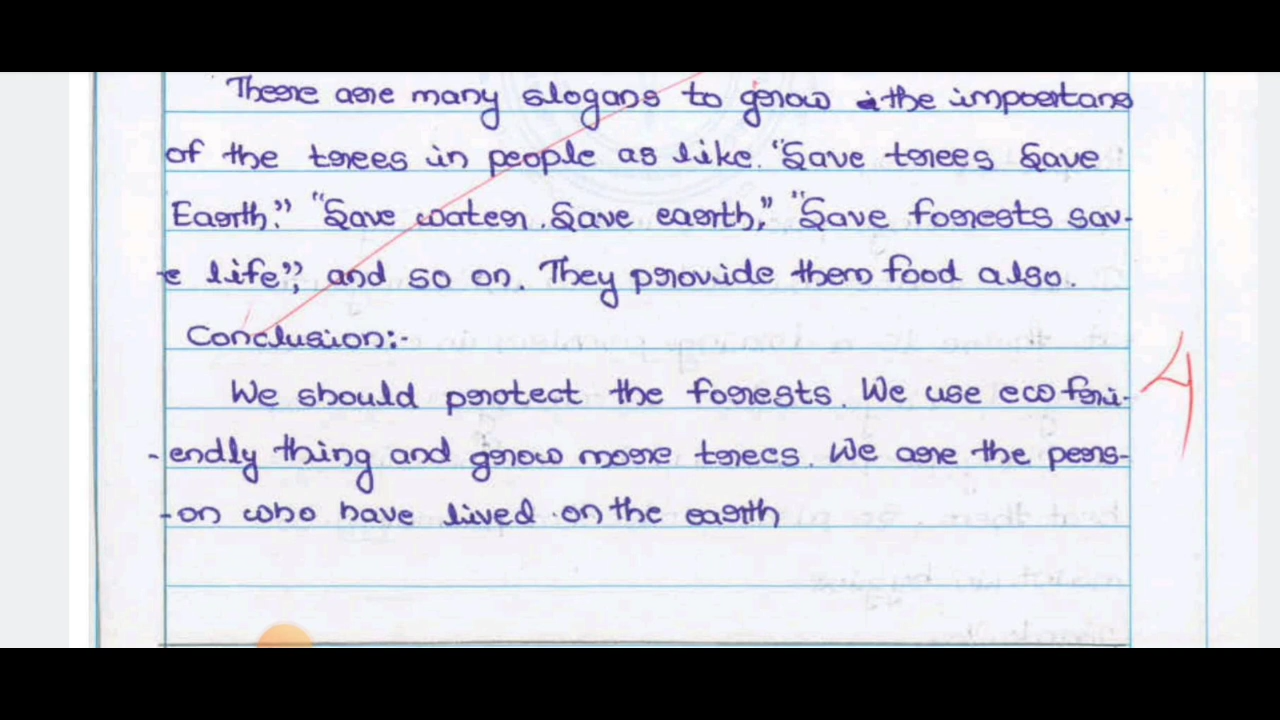 There are many slogans to grow the importans
of the trees in people as like. "Save trees Save
Earth." "Save water. Save earth," "Save forests sav-
e life", and so on. They provide them food also.
Conclusion:-
We should protect the forests. We use eco fri-
-endly thing and grow more trees. We are the pers-
-on who have lived on the earth
4